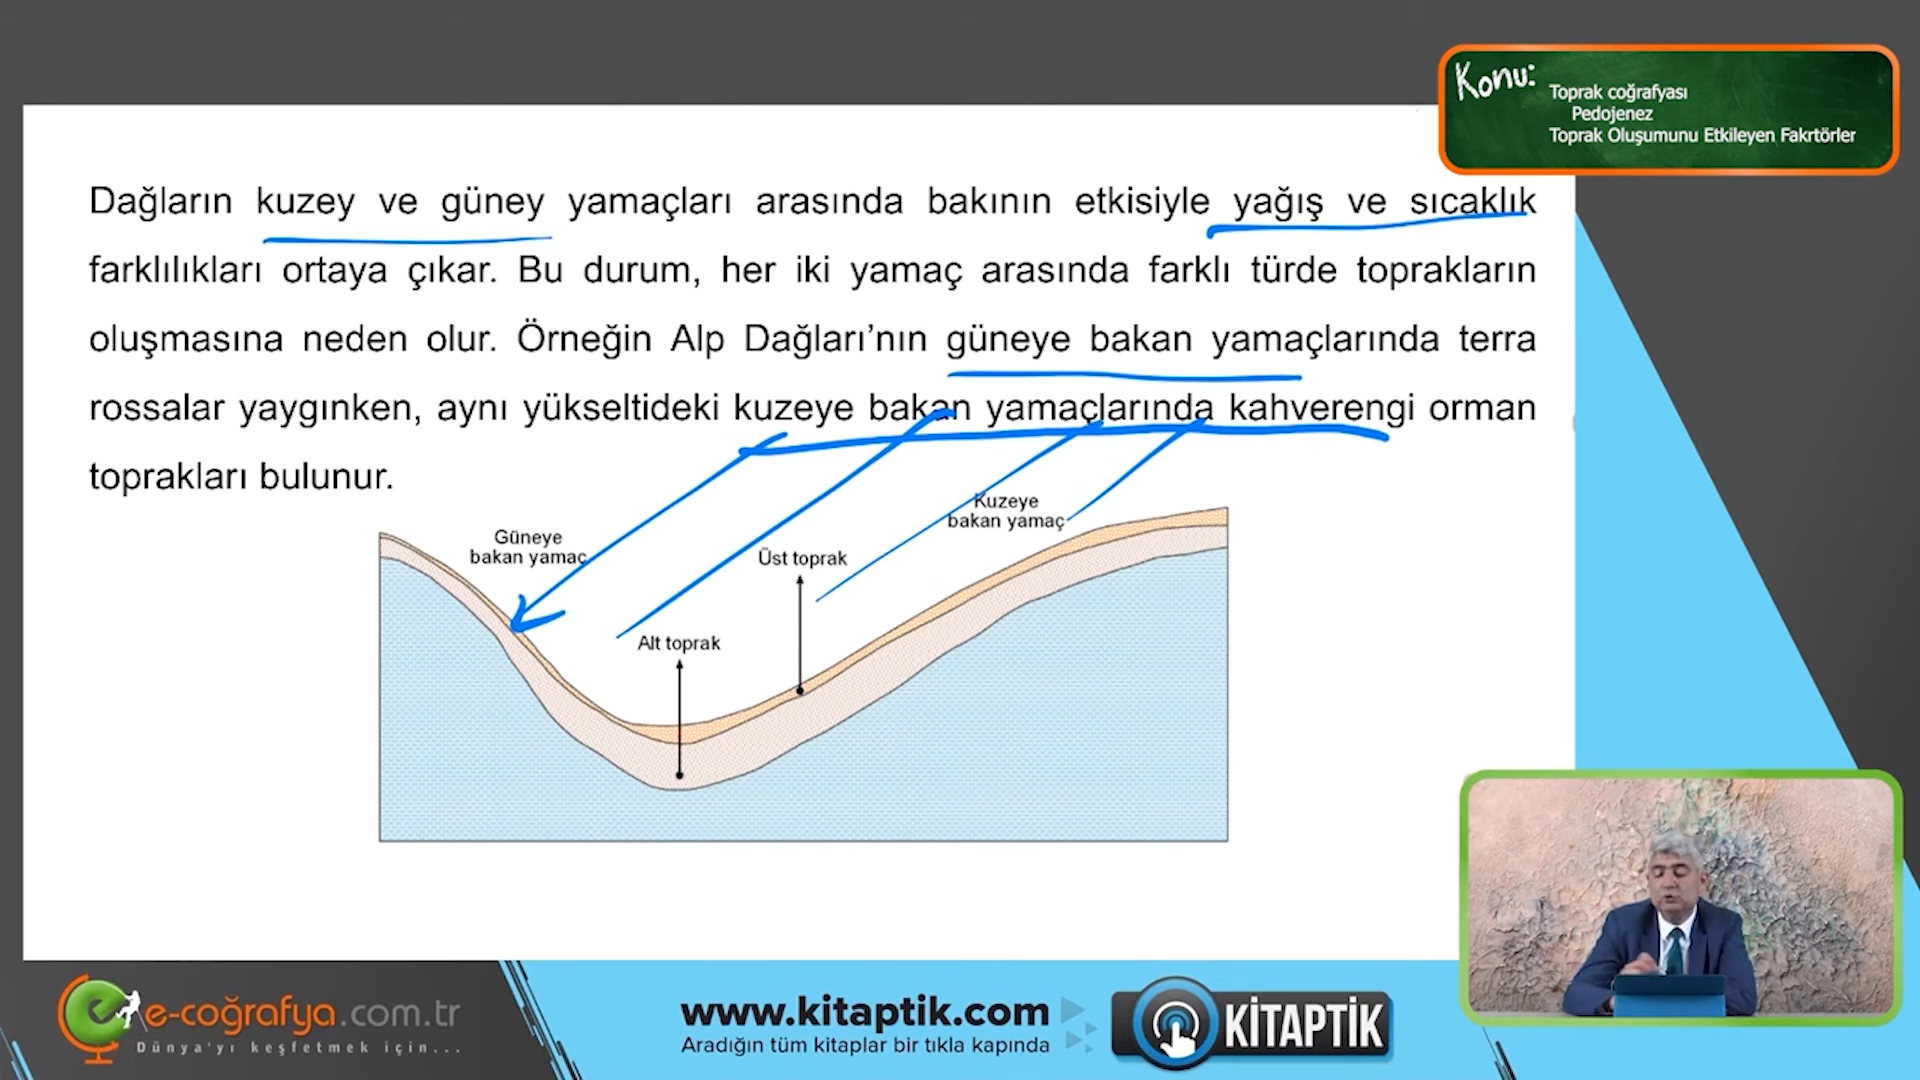 Konu:
Toprak coğrafyası
Pedojenez
Toprak Oluşumunu Etkileyen Fakrtörler
Dağların kuzey ve güney yamaçları arasında bakının etkisiyle yağış ve sıcaklık
farklılıkları ortaya çıkar. Bu durum, her iki yamaç arasında farklı türde toprakların
oluşmasına neden olur. Örneğin Alp Dağları’nın güneye bakan yamaçlarında terra
rossalar yaygınken, aynı yükseltideki kuzeye bakan yamaçlarında kahverengi orman
toprakları bulunur.
Güneye
bakan yamaç
Kuzeye
bakan yamaç
Üst toprak
Alt toprak
e-coğrafya.com.tr
Dünya'yı keşfetmek için...
www.kitaptik.com
Aradığın tüm kitaplar bir tıkla kapında
KİTAPTİK